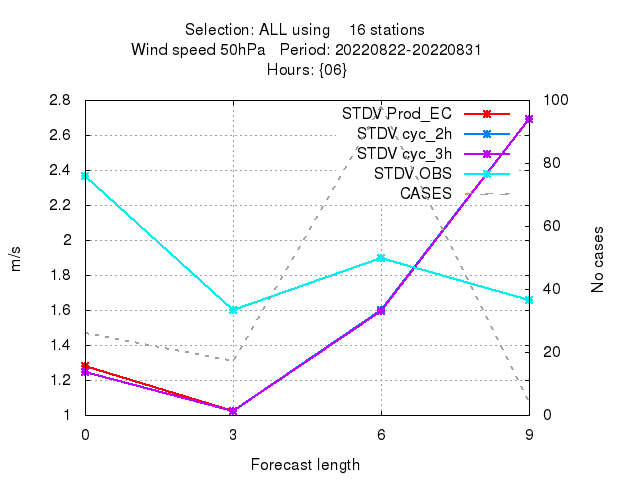 Selection: ALL using 16 stations
Wind speed 50hPa Period: 20220822-20220831
Hours: {06}
STDV Prod_EC
STDV cyc_2h
STDV cyc_3h
STDV OBS
CASES
2.8
2.6
2.4
2.2
2
1.8
1.6
1.4
1.2
1
m/s
100
80
60
40
20
0
No cases
0 3 6 9
Forecast length